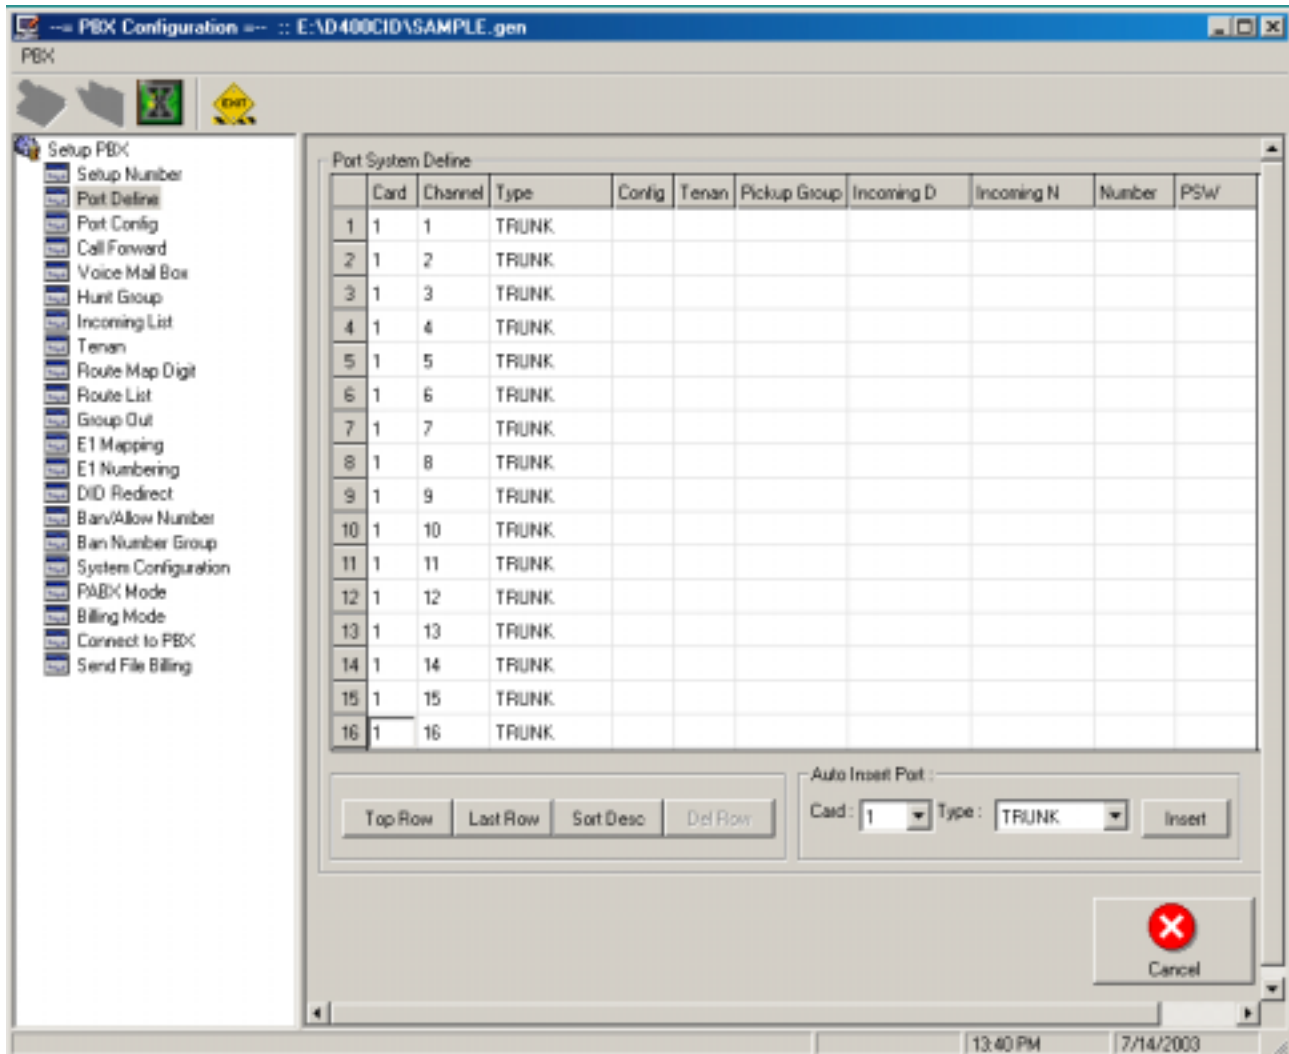 --= PBX Configuration =-- :: E:\D400CID\SAMPLE.gen
PBX
EXIT
Setup PBX
Setup Number
Port Define
Port Config
Call Forward
Voice Mail Box
Hunt Group
Incoming List
Tenan
Route Map Digit
Route List
Group Out
E1 Mapping
E1 Numbering
DID Redirect
Ban/Allow Number
Ban Number Group
System Configuration
PABX Mode
Billing Mode
Connect to PBX
Send File Billing
Port System Define
Card Channel Type Config Tenan Pickup Group Incoming D Incoming N Number PSW
1 1 1 TRUNK
2 1 2 TRUNK
3 1 3 TRUNK
4 1 4 TRUNK
5 1 5 TRUNK
6 1 6 TRUNK
7 1 7 TRUNK
8 1 8 TRUNK
9 1 9 TRUNK
10 1 10 TRUNK
11 1 11 TRUNK
12 1 12 TRUNK
13 1 13 TRUNK
14 1 14 TRUNK
15 1 15 TRUNK
16 1 16 TRUNK
Top Row Last Row Sort Desc Del Row
Auto Insert Port :
Card : 1 Type : TRUNK Insert
Cancel
13:40 PM 7/14/2003